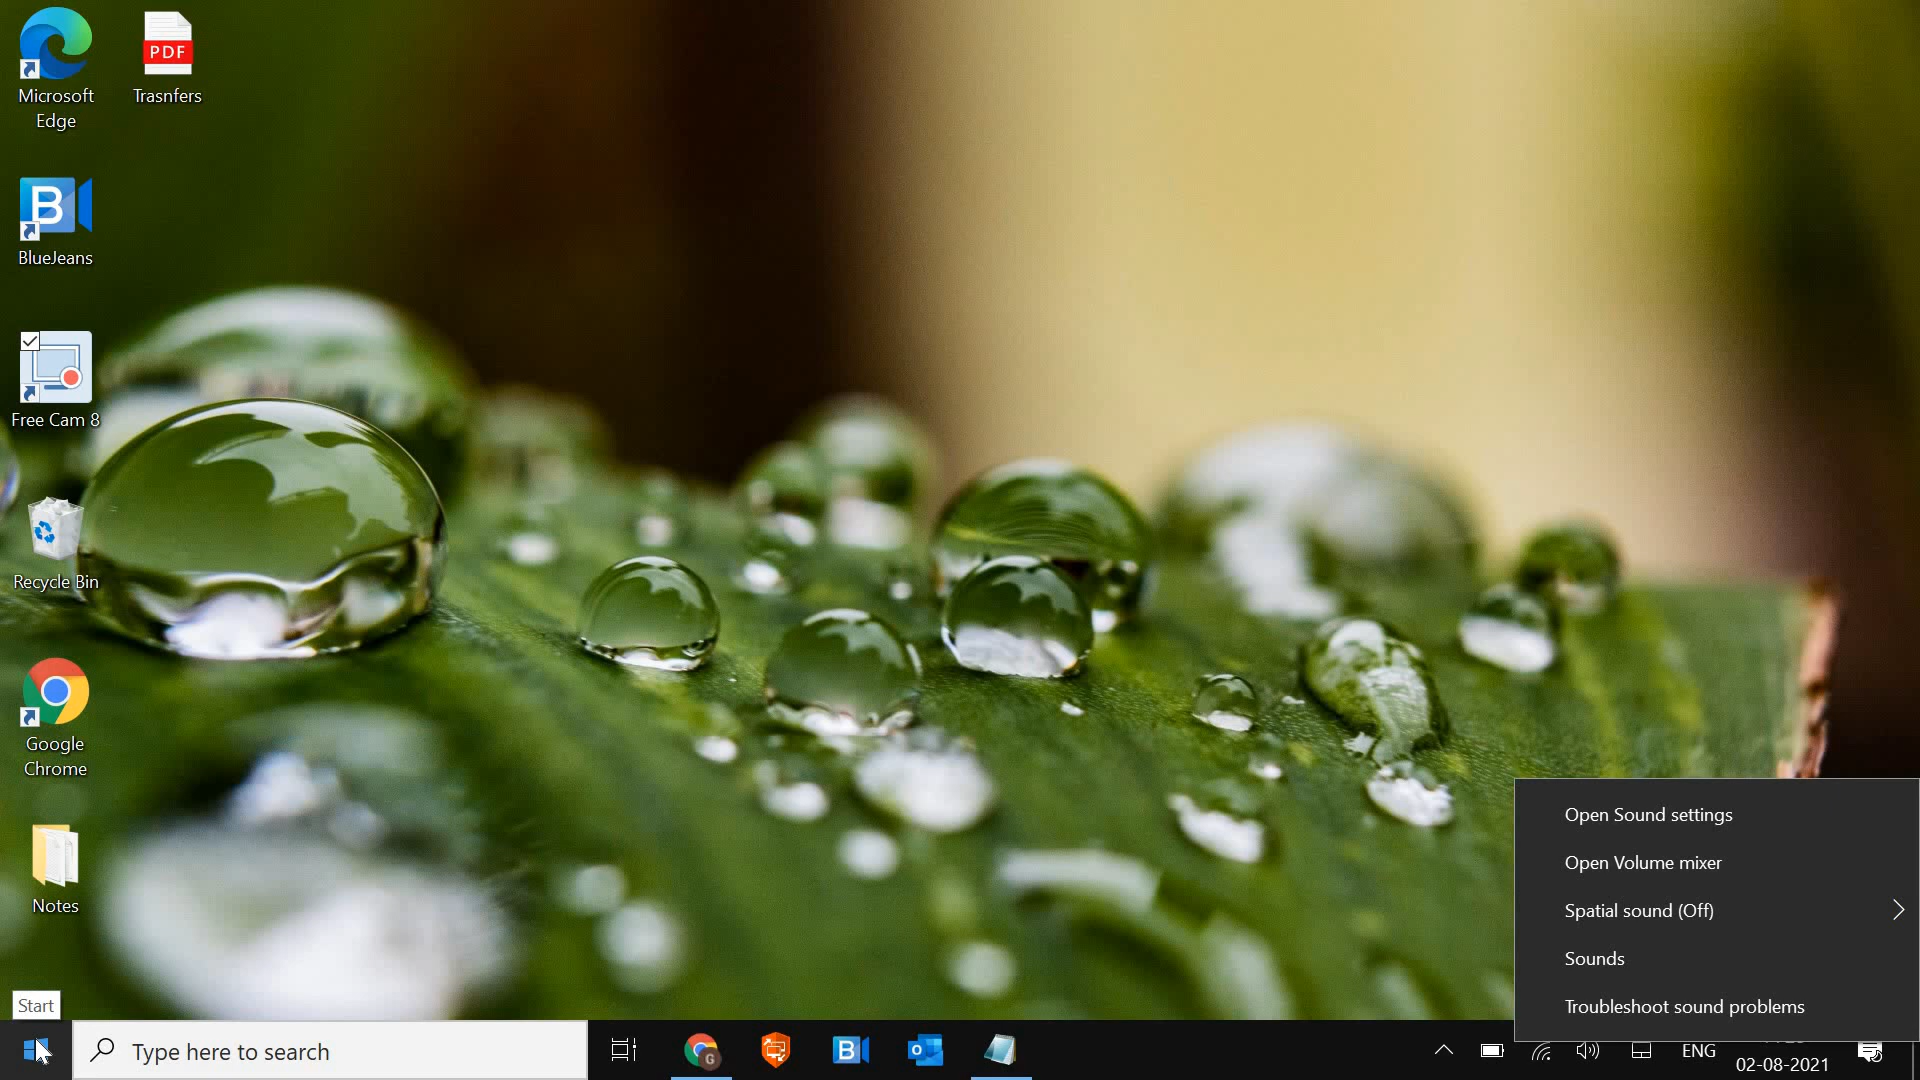 Microsoft
Edge
PDF
Trasnfers
B
BlueJeans
Free Cam 8
Recycle Bin
Google
Chrome
Notes
Open Sound settings
Open Volume mixer
Spatial sound (Off)
Sounds
Troubleshoot sound problems
Start
Type here to search
G
B
O
ENG
02-08-2021